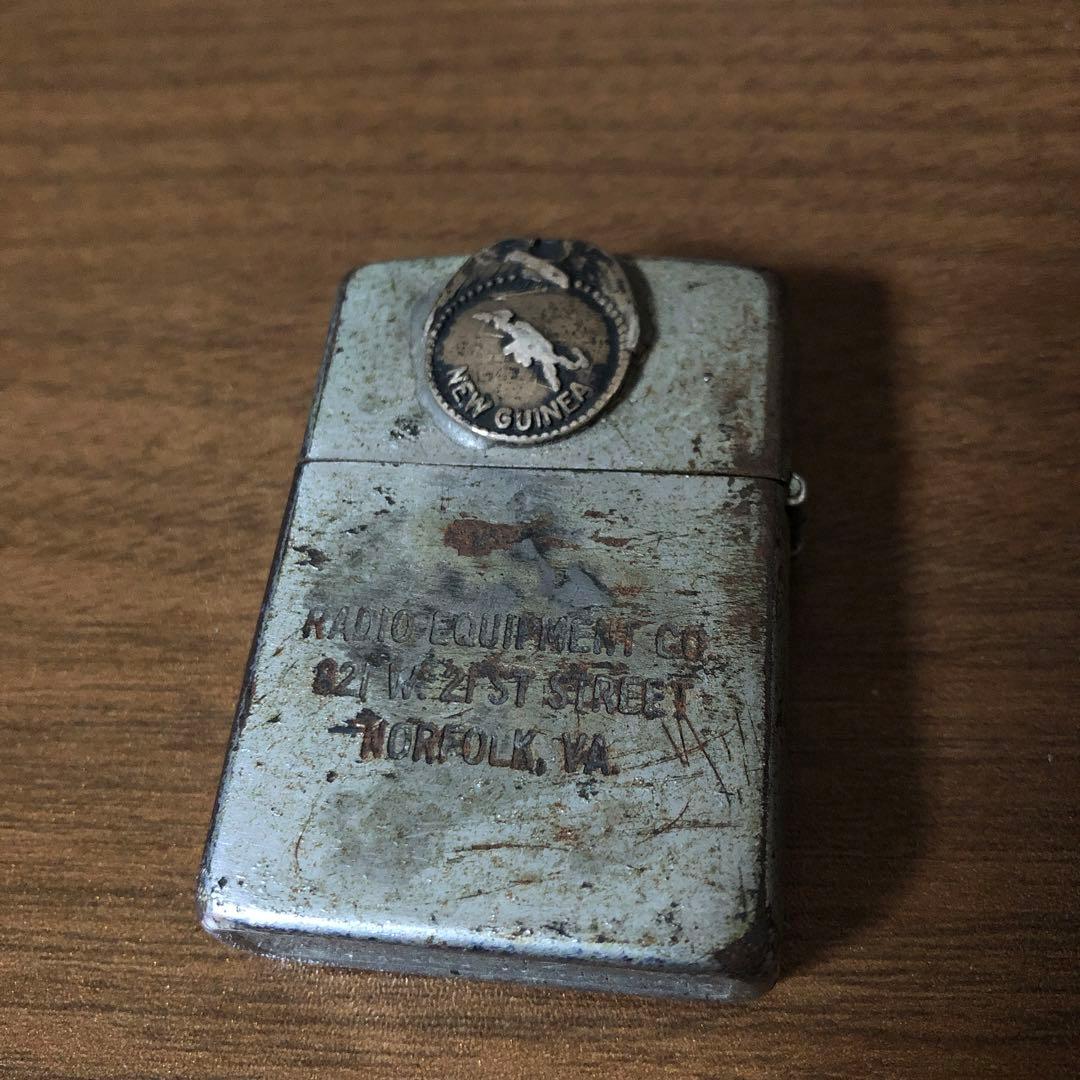 NEW GUINEA
RADIO EQUIPMENT CO.
821 W. 21ST STREET
NORFOLK, VA.